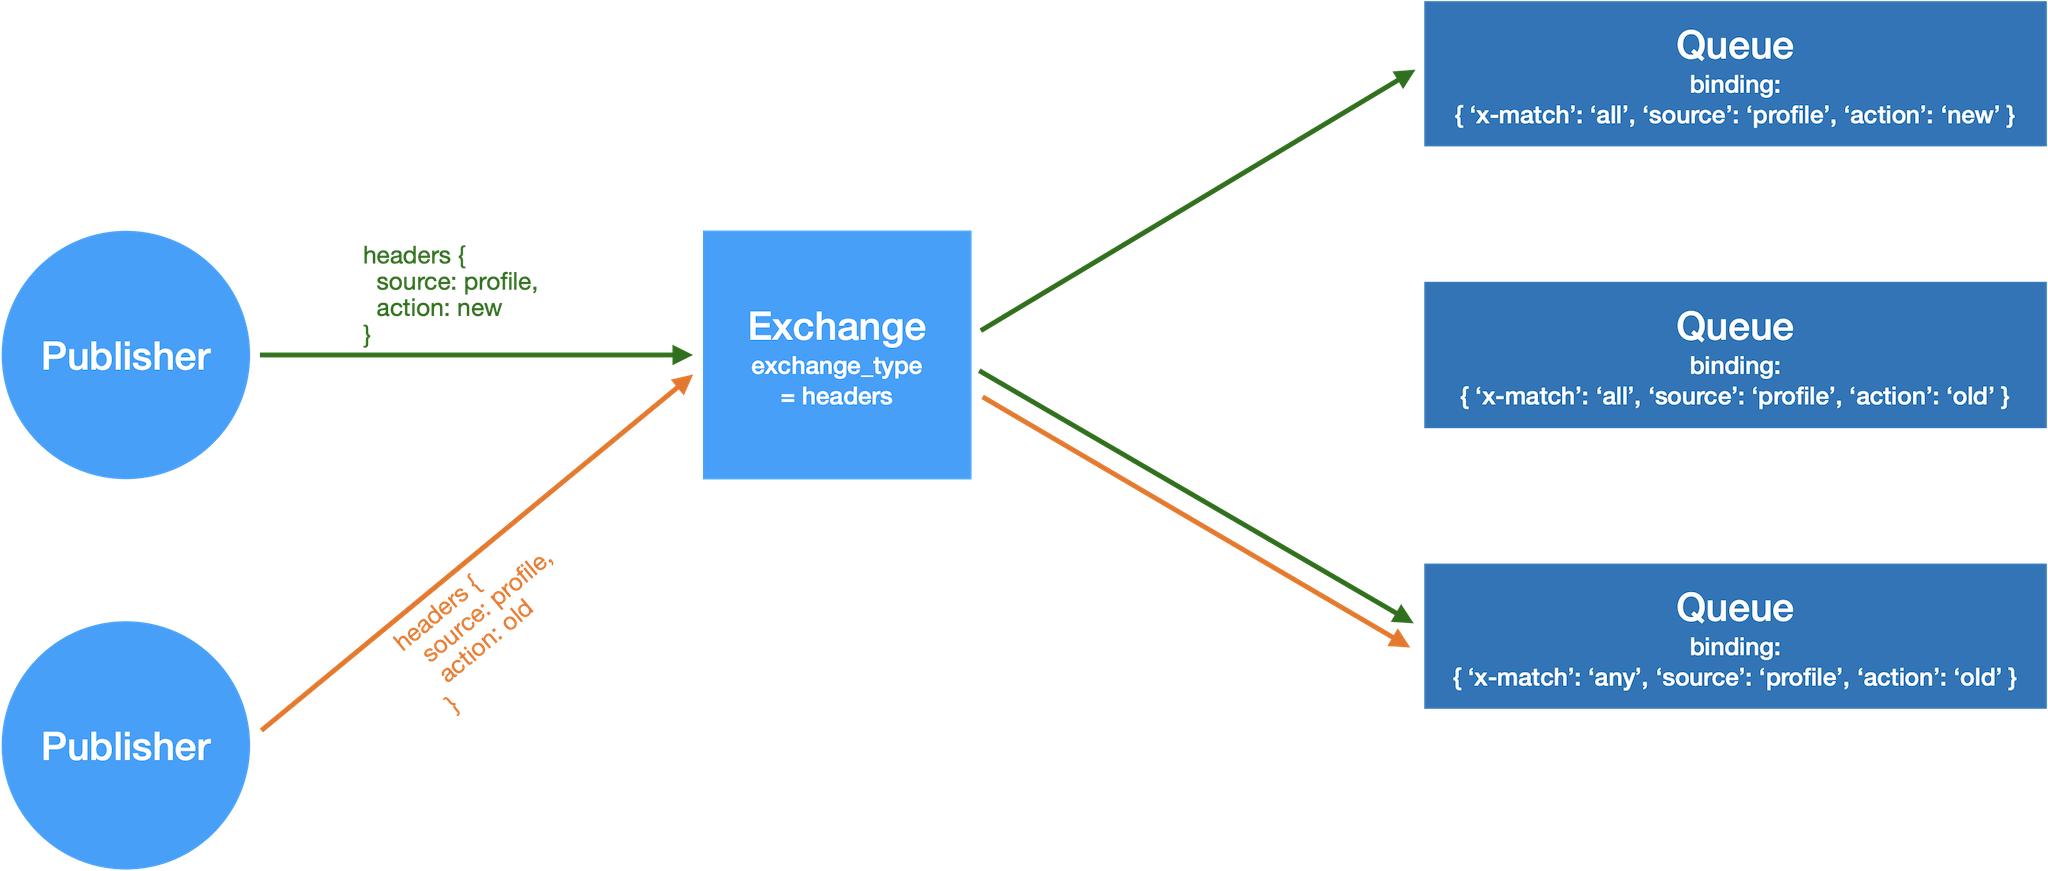 Publisher
headers {
source: profile,
action: new
}
Publisher
headers {
source: profile,
action: old
}
Exchange
exchange_type
= headers
Queue
binding:
{ ‘x-match’: ‘all’, ‘source’: ‘profile’, ‘action’: ‘new’ }
Queue
binding:
{ ‘x-match’: ‘all’, ‘source’: ‘profile’, ‘action’: ‘old’ }
Queue
binding:
{ ‘x-match’: ‘any’, ‘source’: ‘profile’, ‘action’: ‘old’ }